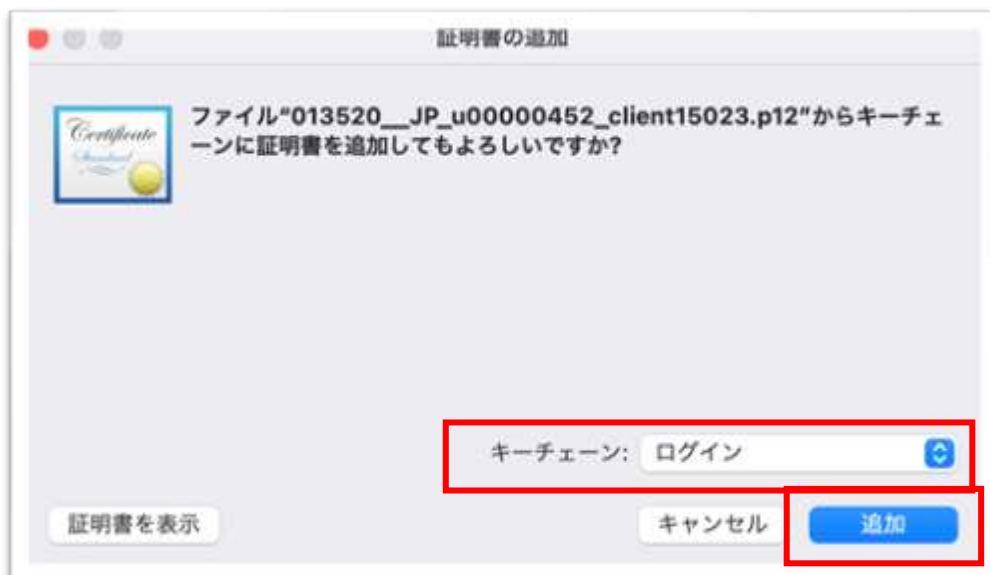 証明書の追加
Certificate
Standard
ファイル“013520__JP_u00000452_client15023.p12”からキーチェ
ーンに証明書を追加してもよろしいですか?
キーチェーン: ログイン
証明書を表示 キャンセル 追加